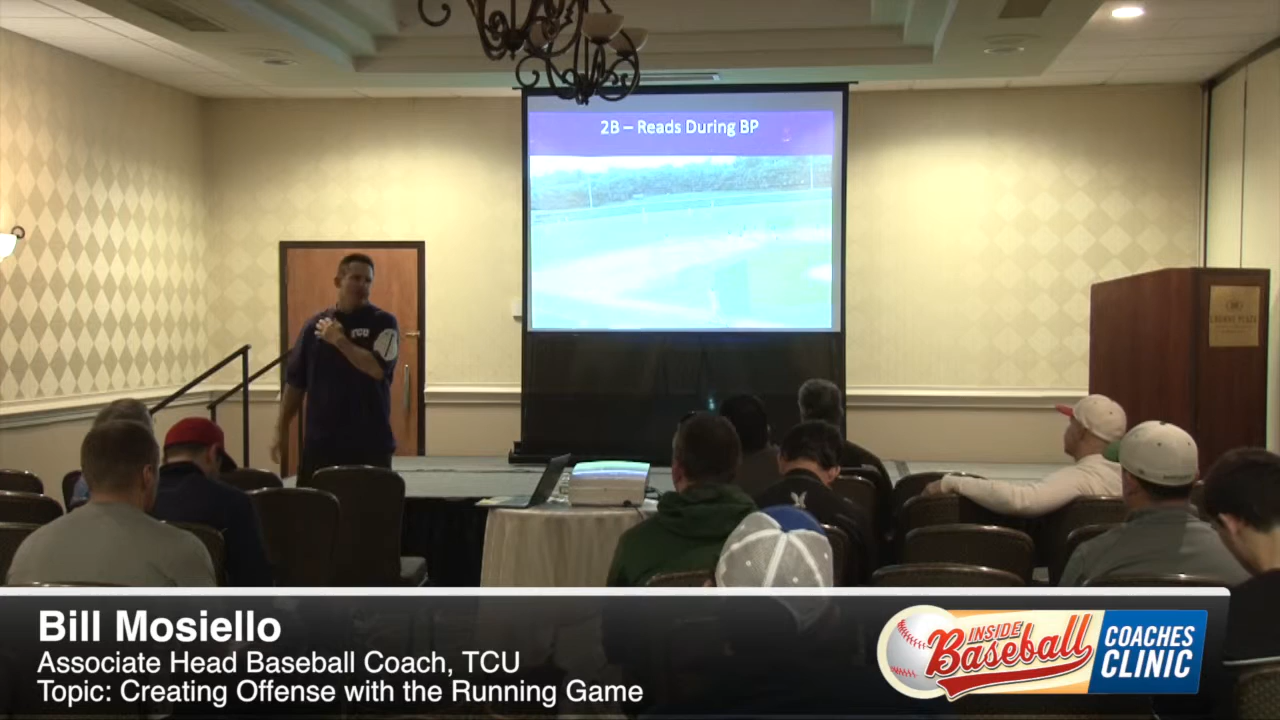 2B – Reads During BP
TCU
Bill Mosiello
Associate Head Baseball Coach, TCU
Topic: Creating Offense with the Running Game
INSIDE
Baseball
COACHES
CLINIC